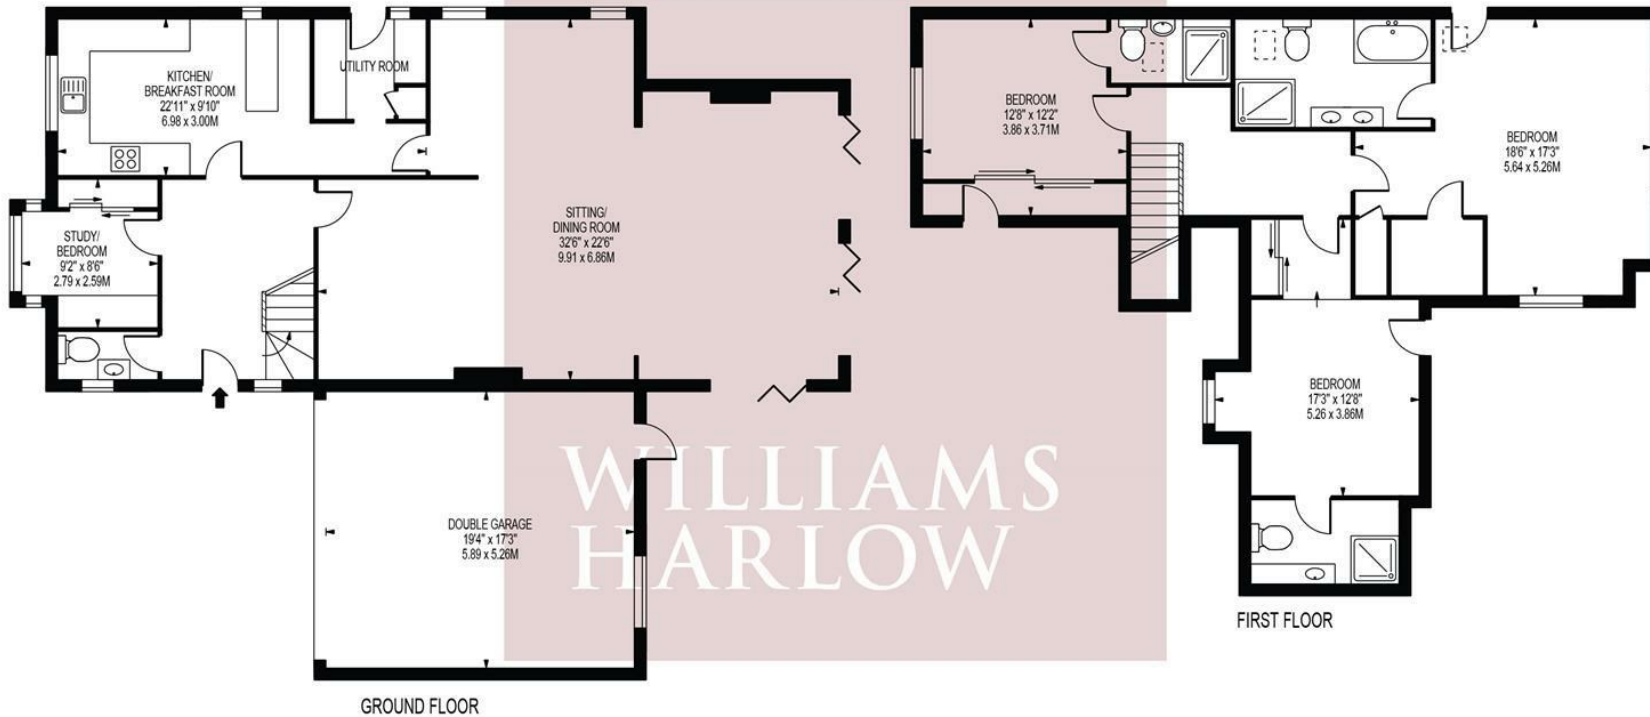 KITCHEN/
BREAKFAST ROOM
22'11" x 9'10"
6.98 x 3.00M
UTILITY ROOM
STUDY/
BEDROOM
9'2" x 8'6"
2.79 x 2.59M
SITTING/
DINING ROOM
32'6" x 22'6"
9.91 x 6.86M
DOUBLE GARAGE
19'4" x 17'3"
5.89 x 5.26M
GROUND FLOOR
WILLIAMS
HARLOW
BEDROOM
12'8" x 12'2"
3.86 x 3.71M
BEDROOM
18'6" x 17'3"
5.64 x 5.26M
BEDROOM
17'3" x 12'8"
5.26 x 3.86M
FIRST FLOOR